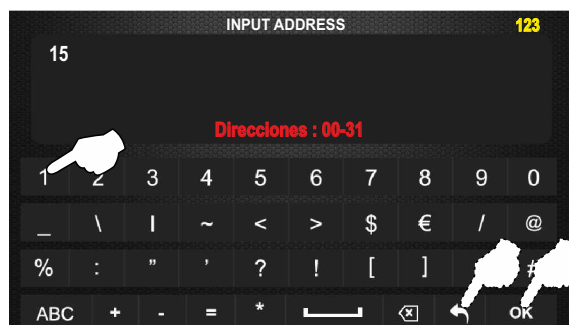 INPUT ADDRESS 123
15
Direcciones : 00-31
1 2 3 4 5 6 7 8 9 0
_ \ I ~ < > $ € / @
% : ” ’ ? ! [ ] #
ABC + - = * OK